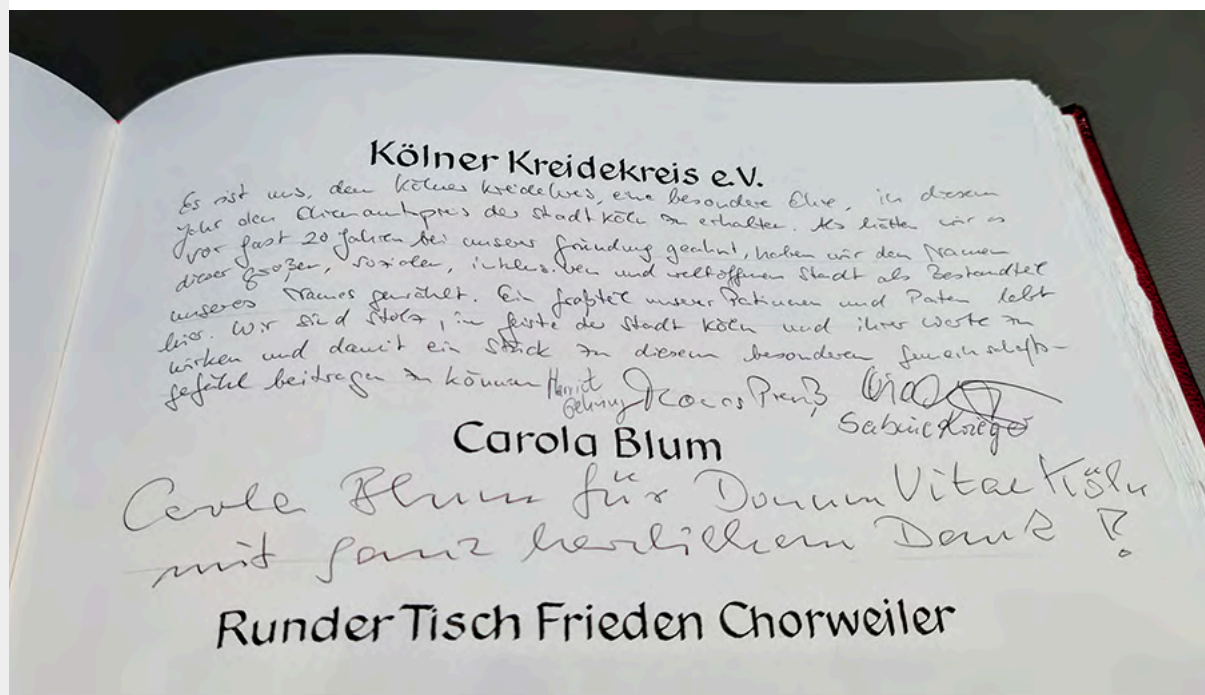 Kölner Kreidekreis e.V.
Es ist uns, dem Kölner Kreidekreis, eine besondere Ehre, in diesem
Jahr den Ehrenamtspreis der Stadt Köln zu erhalten. Als hätten wir es
vor fast 20 Jahren bei unserer Gründung geahnt, haben wir den Namen
dieser großen, sozialen, inklusiven und weltoffenen Stadt als Bestandteil
unseres Namens gewählt. Ein Großteil unserer Patinnen und Paten lebt
hier. Wir sind stolz, im Geiste der Stadt Köln und ihrer Werte zu
wirken und damit ein Stück zu diesem besonderen Gemeinschafts-
gefühl beitragen zu können
Sabine Krieger
Carola Blum
Carola Blum für Donum Vitae Köln
mit ganz herzlichem Dank!
Runder Tisch Frieden Chorweiler